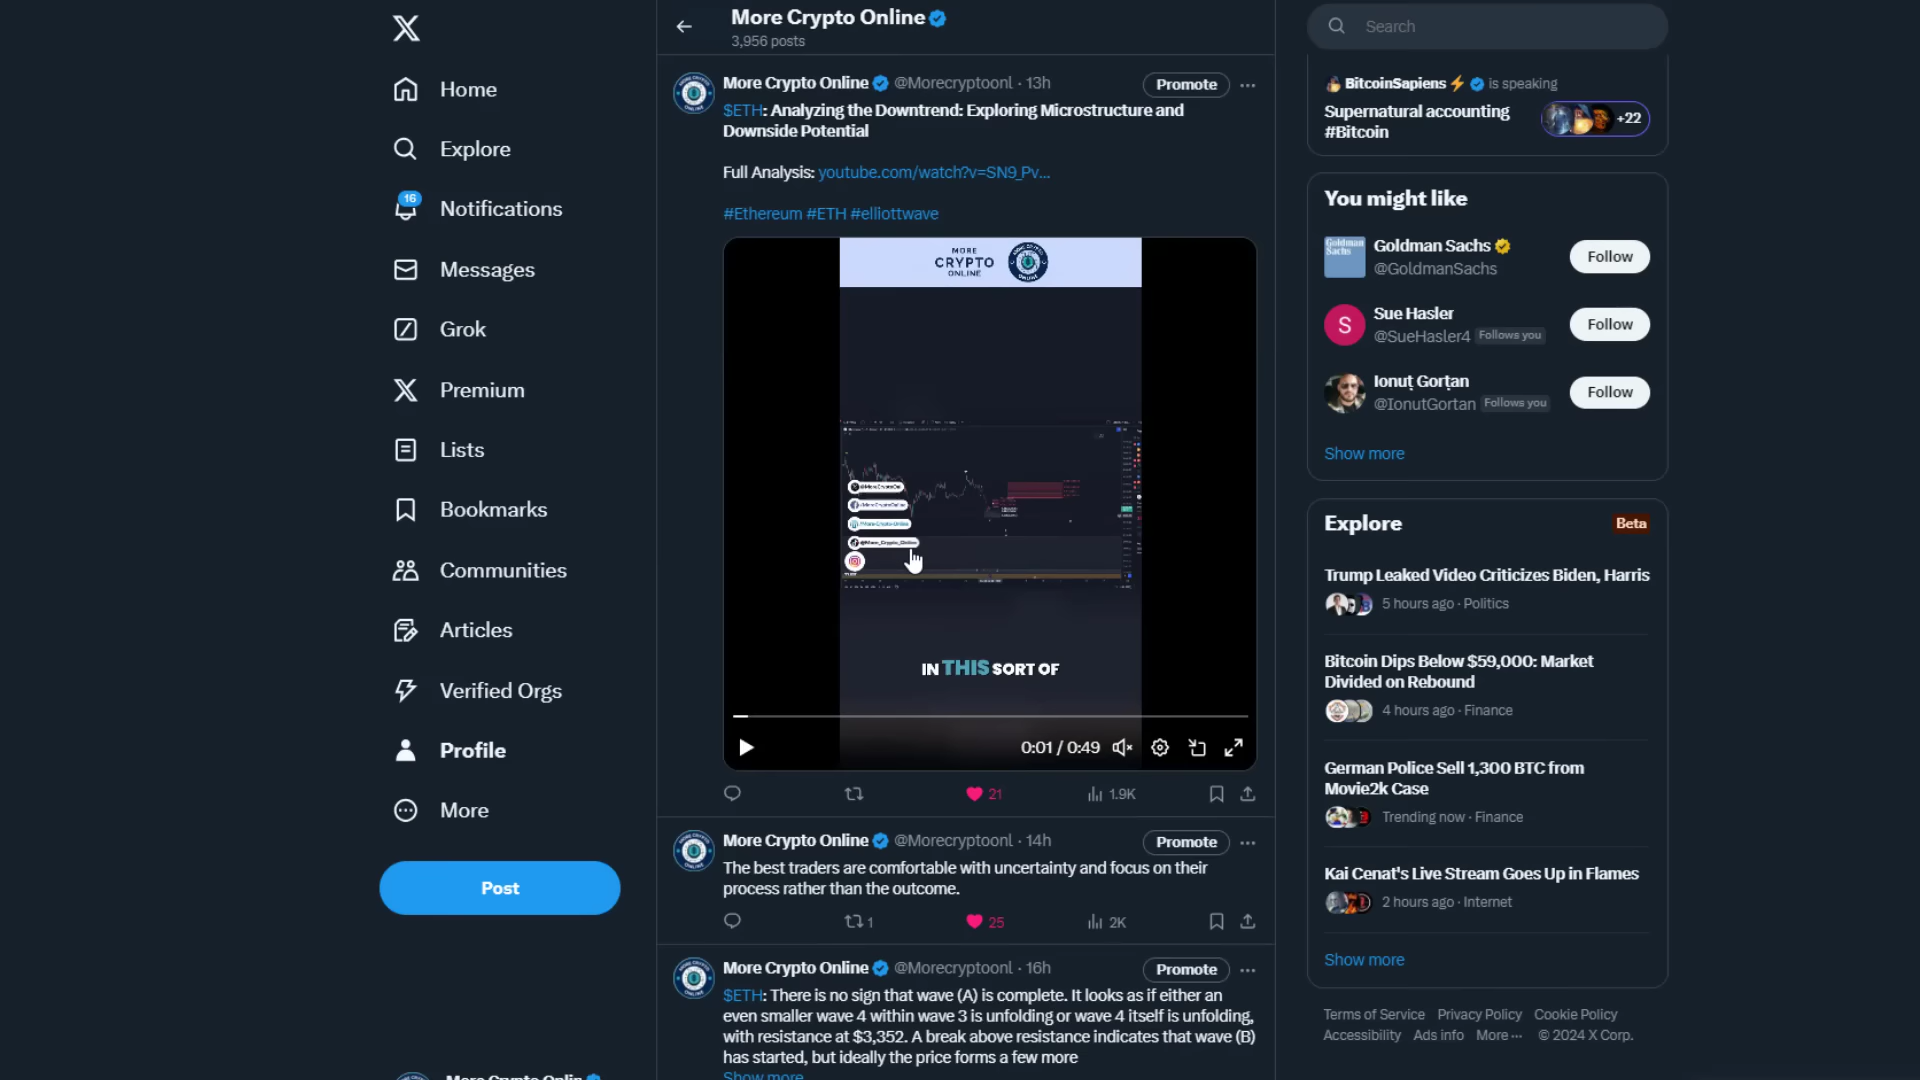 Home
Explore
16
Notifications
Messages
Grok
Premium
Lists
Bookmarks
Communities
Articles
Verified Orgs
Profile
More
Post
More Crypto Online
3,956 posts
More Crypto Online @Morecryptoonl · 13h
Promote
$ETH: Analyzing the Downtrend: Exploring Microstructure and
Downside Potential
Full Analysis: youtube.com/watch?v=SN9_Pv...
#Ethereum #ETH #elliottwave
MORE
CRYPTO
ONLINE
IN THIS SORT OF
0:01 / 0:49
21
1.9K
More Crypto Online @Morecryptoonl · 14h
Promote
The best traders are comfortable with uncertainty and focus on their
process rather than the outcome.
1
25
2K
More Crypto Online @Morecryptoonl · 16h
Promote
$ETH: There is no sign that wave (A) is complete. It looks as if either an
even smaller wave 4 within wave 3 is unfolding or wave 4 itself is unfolding,
with resistance at $3,352. A break above resistance indicates that wave (B)
has started, but ideally the price forms a few more
Show more
Search
BitcoinSapiens⚡ is speaking
Supernatural accounting
#Bitcoin
+22
You might like
Goldman Sachs
@GoldmanSachs
Follow
S
Sue Hasler
@SueHasler4 Follows you
Follow
Ionuț Gorțan
@IonutGortan Follows you
Follow
Show more
Explore
Beta
Trump Leaked Video Criticizes Biden, Harris
5 hours ago · Politics
Bitcoin Dips Below $59,000: Market
Divided on Rebound
4 hours ago · Finance
German Police Sell 1,300 BTC from
Movie2k Case
Trending now · Finance
Kai Cenat's Live Stream Goes Up in Flames
2 hours ago · Internet
Show more
Terms of Service Privacy Policy Cookie Policy
Accessibility Ads info More ··· © 2024 X Corp.